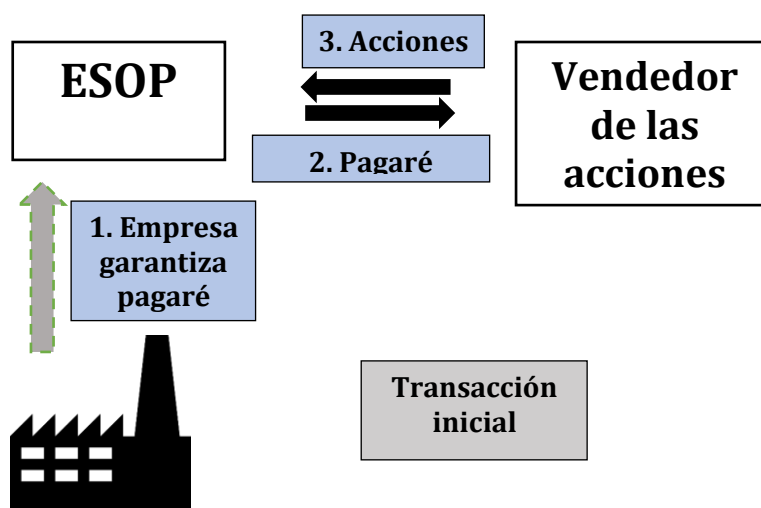 3. Acciones
ESOP
Vendedor
de las
acciones
2. Pagaré
1. Empresa
garantiza
pagaré
Transacción
inicial